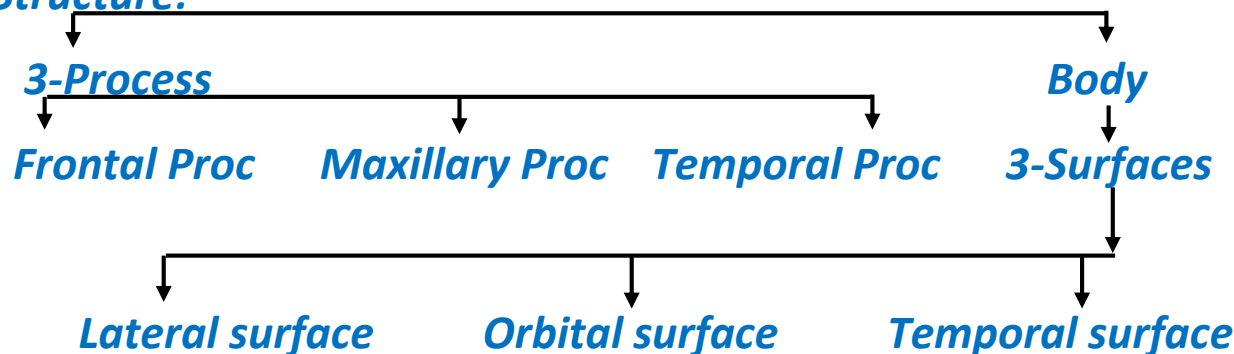 Structure:
3-Process Body
Frontal Proc Maxillary Proc Temporal Proc 3-Surfaces
Lateral surface Orbital surface Temporal surface